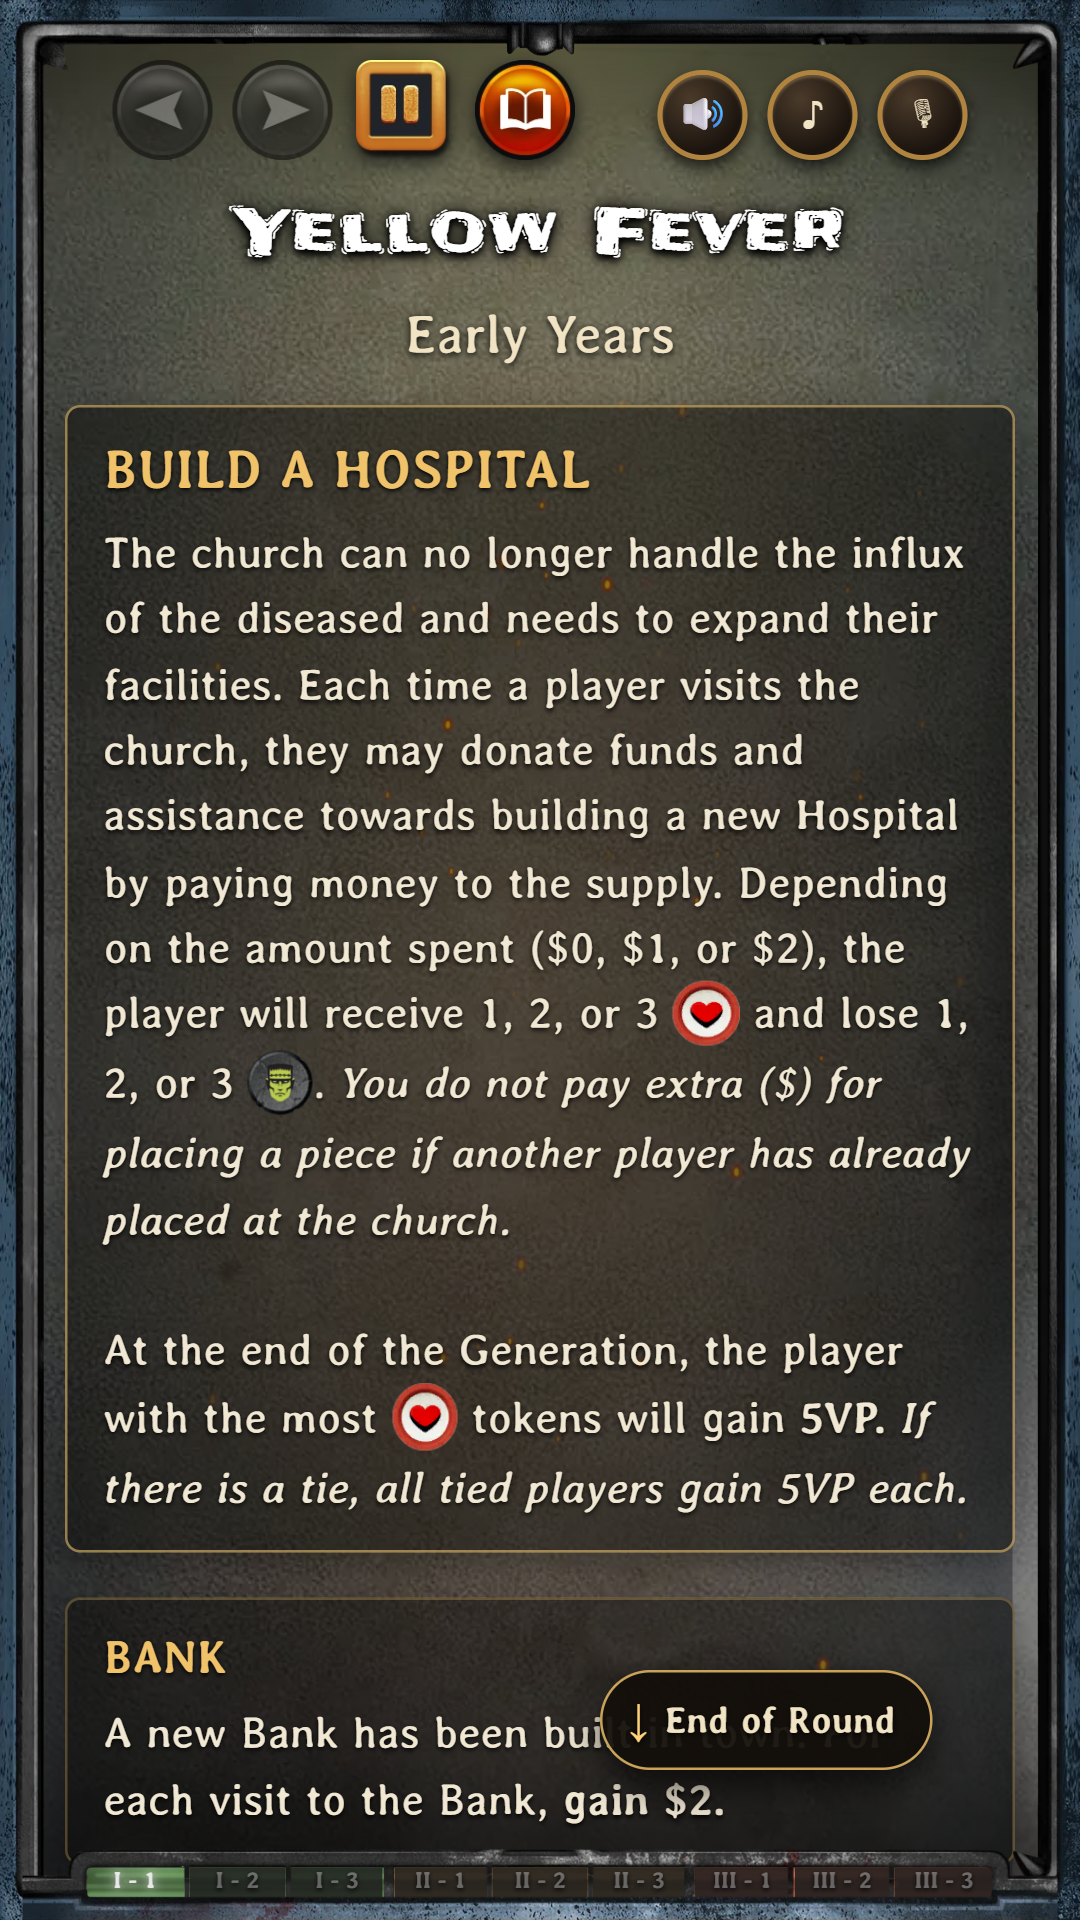 Yellow Fever
Early Years
BUILD A HOSPITAL
The church can no longer handle the influx
of the diseased and needs to expand their
facilities. Each time a player visits the
church, they may donate funds and
assistance towards building a new Hospital
by paying money to the supply. Depending
on the amount spent ($0, $1, or $2), the
player will receive 1, 2, or 3 and lose 1,
2, or 3 . You do not pay extra ($) for
placing a piece if another player has already
placed at the church.
At the end of the Generation, the player
with the most tokens will gain 5VP. If
there is a tie, all tied players gain 5VP each.
BANK
A new Bank has been built in town. For
↓ End of Round
each visit to the Bank, gain $2.
I - 1 I - 2 I - 3 II - 1 II - 2 II - 3 III - 1 III - 2 III - 3